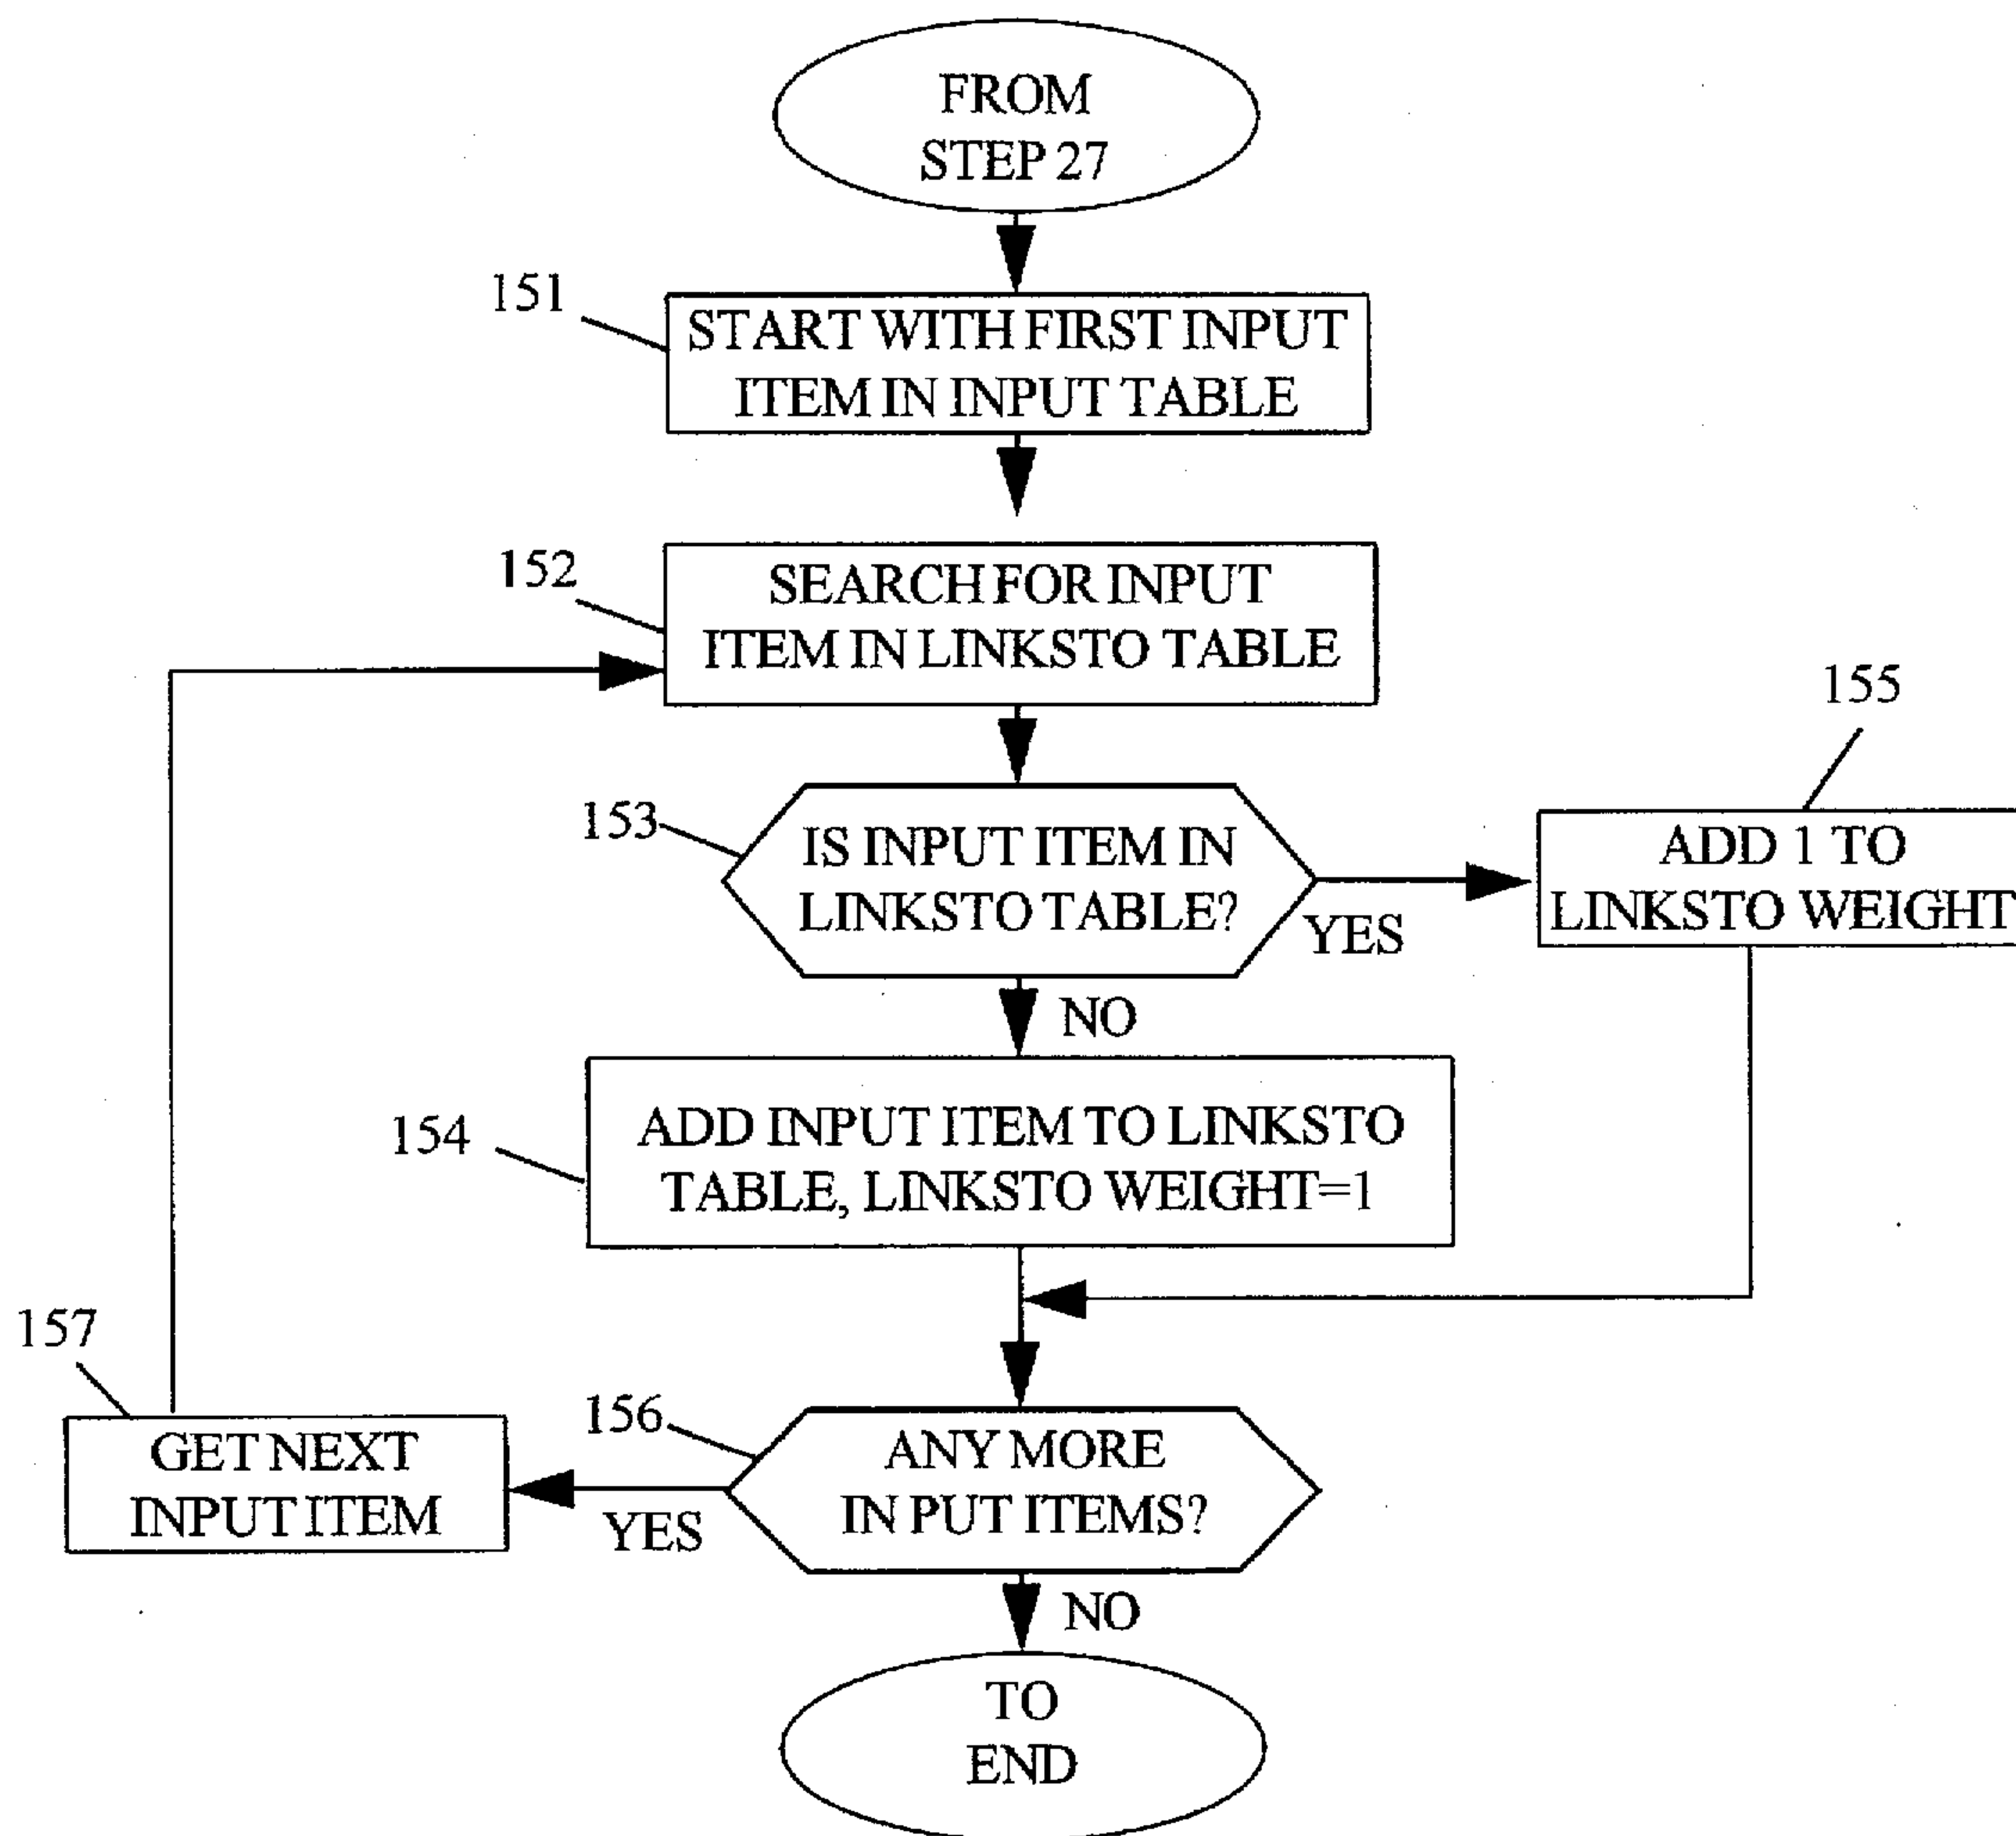 FROM
STEP 27
151
START WITH FIRST INPUT
ITEM IN INPUT TABLE
152
SEARCH FOR INPUT
ITEM IN LINKSTO TABLE
155
153
IS INPUT ITEM IN
LINKSTO TABLE?
YES
ADD 1 TO
LINKSTO WEIGHT
NO
154
ADD INPUT ITEM TO LINKSTO
TABLE, LINKSTO WEIGHT=1
157
GET NEXT
INPUT ITEM
156
ANY MORE
IN PUT ITEMS?
YES
NO
TO
END